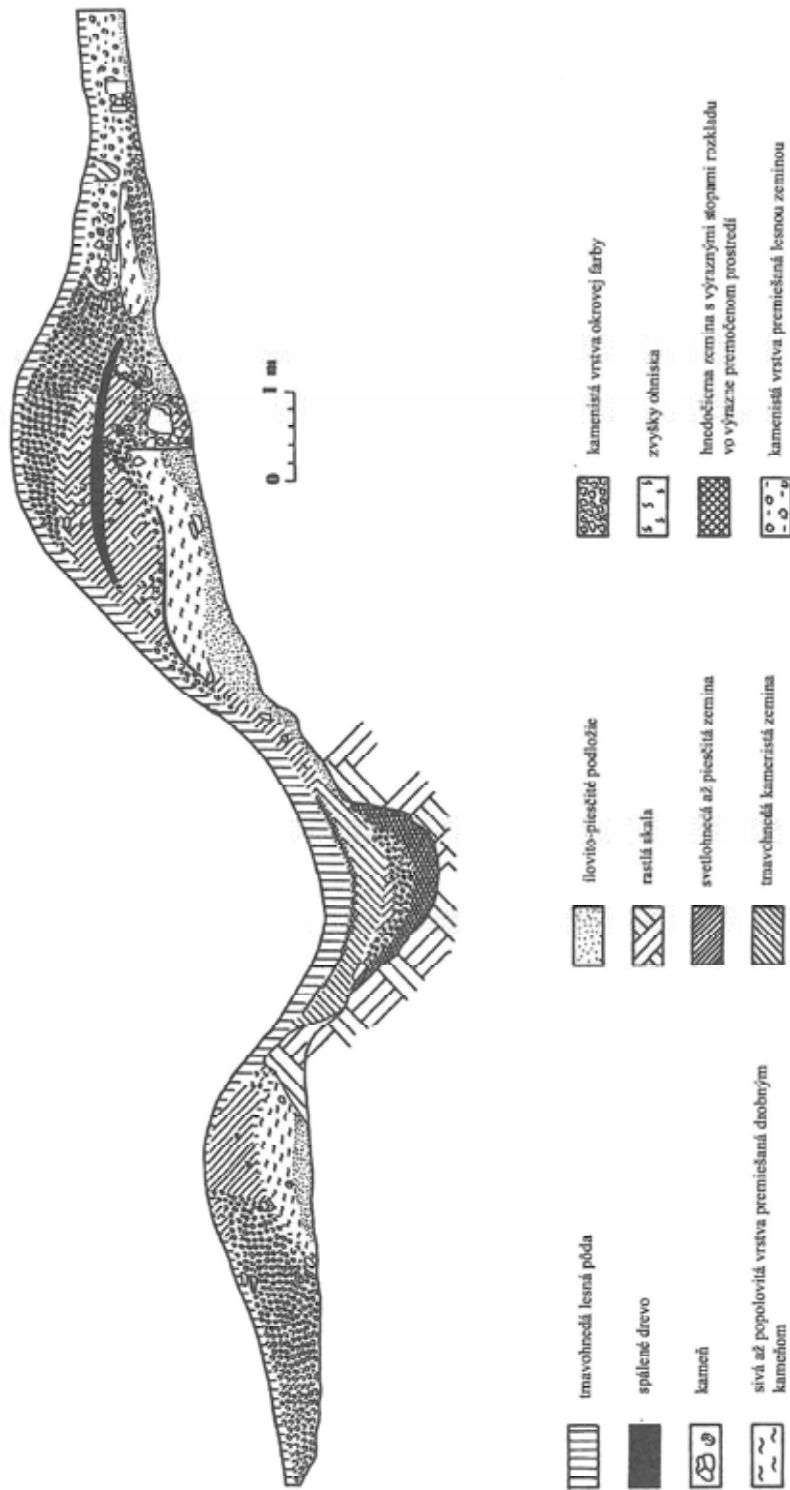 0 1 m
tmavohnedá lesná pôda
spálené drevo
kameň
sivá až popolovitá vrstva premiešaná drobným
kameňom
ílovito-piesčité podložie
rastlá skala
svetlohnedá až piesčitá zemina
tmavohnedá kamenistá zemina
kamenistá vrstva okrovej farby
zvyšky ohniska
hnedočierna zemina s výraznými stopami rozkladu
vo výrazne premočenom prostredí
kamenistá vrstva premiešaná lesnou zeminou